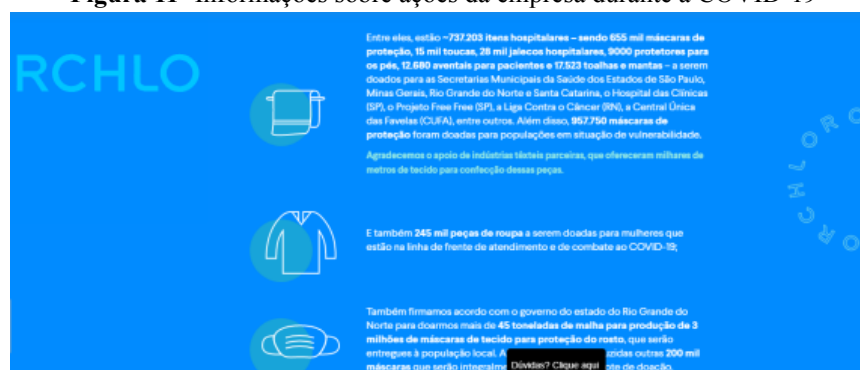 Figura 11- Informações sobre ações da empresa durante a COVID-19
RCHLO
Entre eles, estão ~737.203 itens hospitalares – sendo 655 mil máscaras de
proteção, 15 mil toucas, 28 mil jalecos hospitalares, 9000 protetores para
os pés, 12.680 aventais para pacientes e 17.523 toalhas e mantas – a serem
doados para as Secretarias Municipais da Saúde dos Estados de São Paulo,
Minas Gerais, Rio Grande do Norte e Santa Catarina, o Hospital das Clínicas
(SP), o Projeto Free Free (SP), a Liga Contra o Câncer (RN), a Central Única
das Favelas (CUFA), entre outros. Além disso, 957.750 máscaras de
proteção foram doadas para populações em situação de vulnerabilidade.
Agradecemos o apoio de indústrias têxteis parceiras, que ofereceram milhares de
metros de tecido para confecção dessas peças.
RCHLORO
E também 245 mil peças de roupa a serem doadas para mulheres que
estão na linha de frente de atendimento e de combate ao COVID-19;
Também firmamos acordo com o governo do estado do Rio Grande do
Norte para doarmos mais de 45 toneladas de malha para produção de 3
milhões de máscaras de tecido para proteção do rosto, que serão
entregues à população local. A uzidas outras 200 mil
máscaras que serão integralme ote de doação.
Dúvidas? Clique aqui